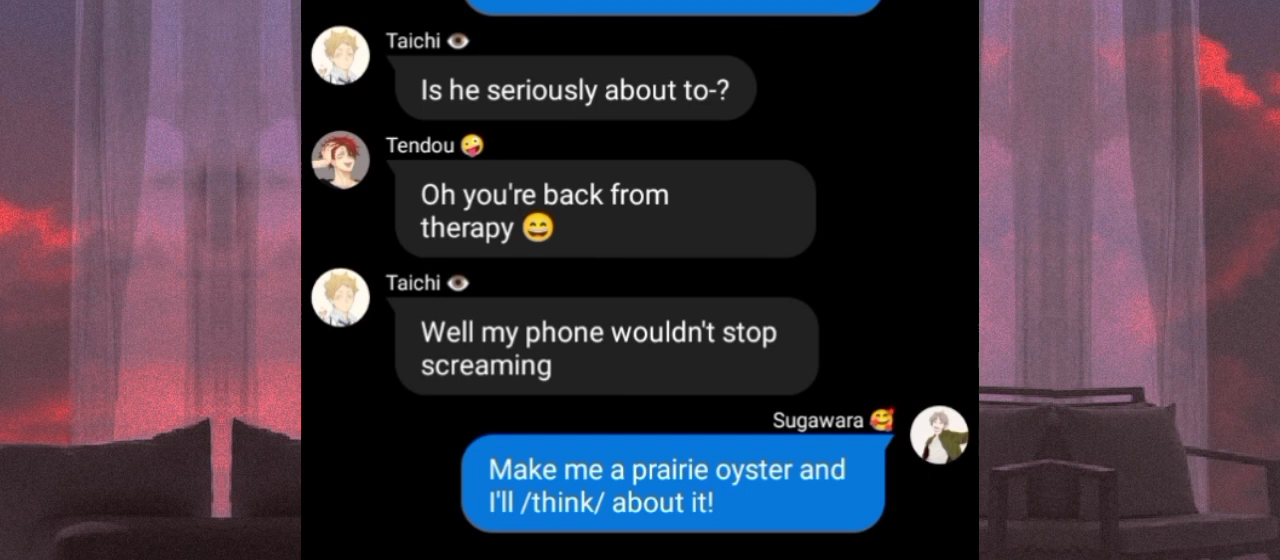 Taichi 👁️
Is he seriously about to-?
Tendou 🤪
Oh you're back from
therapy 😄
Taichi 👁️
Well my phone wouldn't stop
screaming
Sugawara 🥰
Make me a prairie oyster and
I'll /think/ about it!